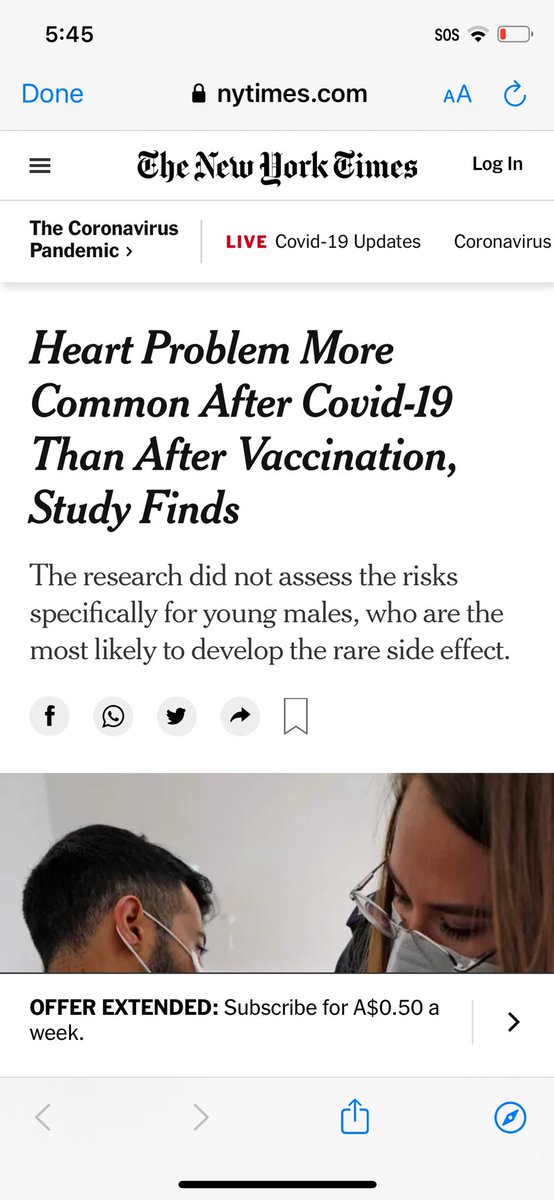 5:45 SOS
Done nytimes.com AA
The New York Times Log In
The Coronavirus
Pandemic > LIVE Covid-19 Updates Coronavirus
Heart Problem More
Common After Covid-19
Than After Vaccination,
Study Finds
The research did not assess the risks
specifically for young males, who are the
most likely to develop the rare side effect.
OFFER EXTENDED: Subscribe for A$0.50 a
week.